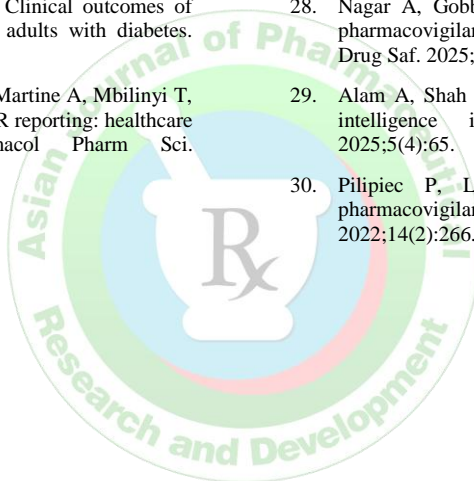 Clinical outcomes of
adults with diabetes.
Martine A, Mbilinyi T,
R reporting: healthcare
macol Pharm Sci.
28. Nagar A, Gobb
pharmacovigilan
Drug Saf. 2025;
29. Alam A, Shah
intelligence i
2025;5(4):65.
30. Pilipiec P, L
pharmacovigilan
2022;14(2):266.
Asian Journal of Pharmaceutical
Rx
Research and Development